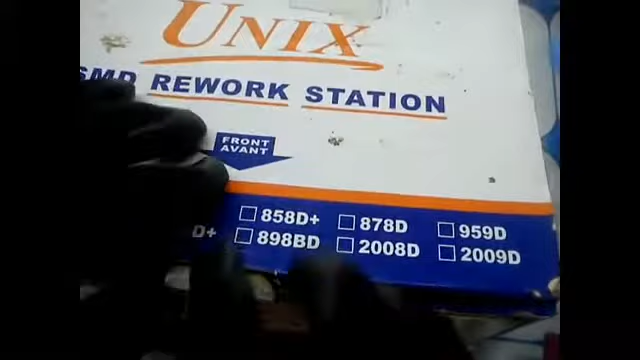 UNIX
SMD REWORK STATION
FRONT
AVANT
858D+ 878D 959D
D+ 898BD 2008D 2009D